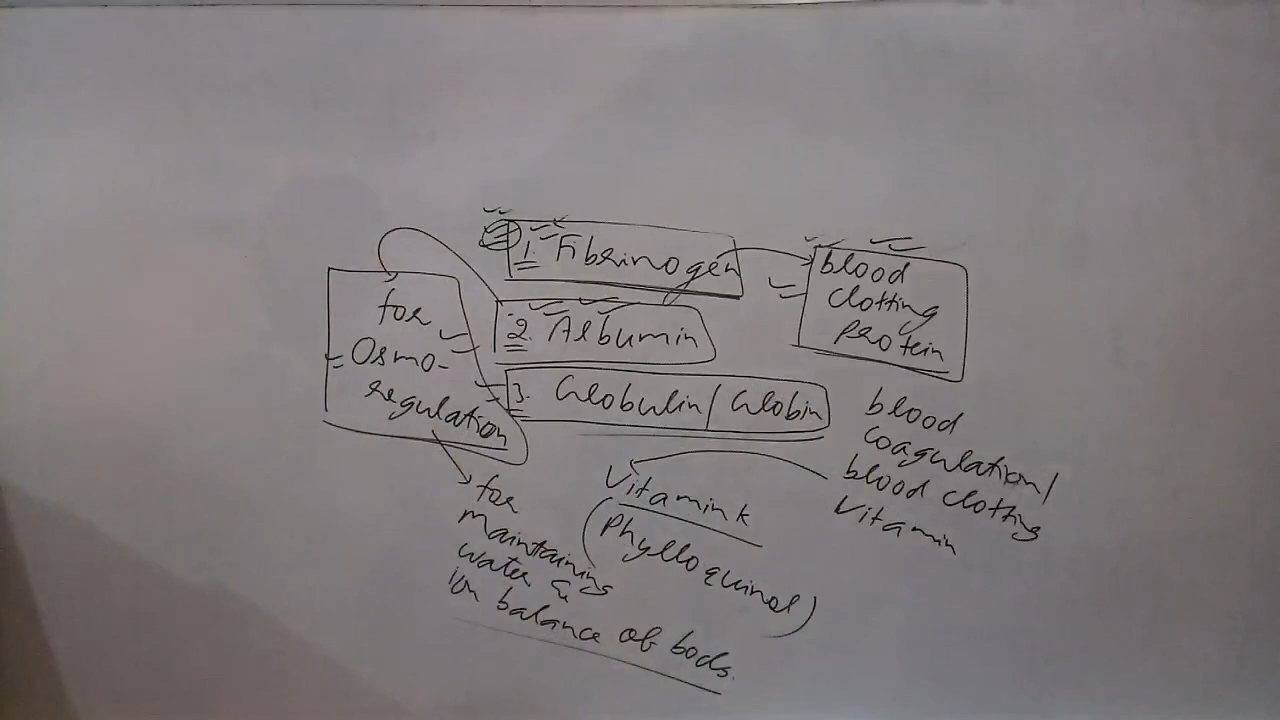 1. Fibrinogen
blood
clotting
protein
2. Albumin
3. Globulin/Globin
for
Osmo-
regulation
for
maintaining
water &
ion balance of body.
Vitamin K
(Phylloquinol)
blood
coagulation/
blood clotting
vitamin